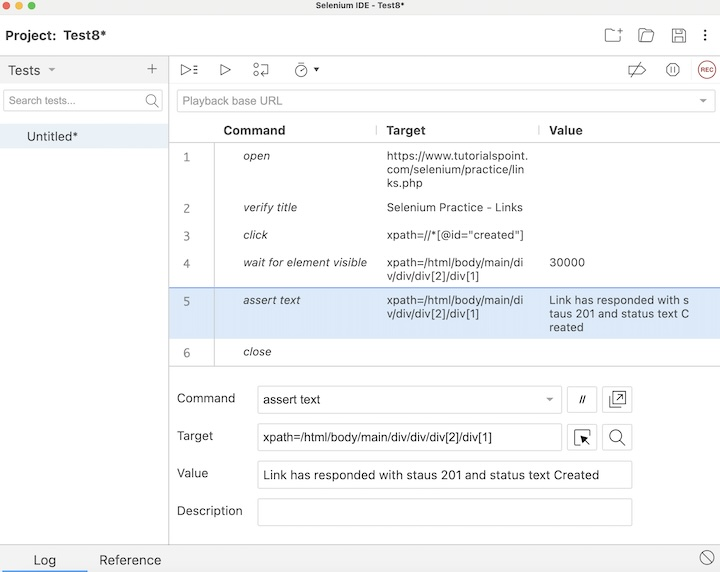 Selenium IDE - Test8*
Project: Test8*
Tests
Search tests...
Untitled*
REC
Playback base URL
Command Target Value
1 open https://www.tutorialspoint.
com/selenium/practice/lin
ks.php
2 verify title Selenium Practice - Links
3 click xpath=//*[@id="created"]
4 wait for element visible xpath=/html/body/main/di 30000
v/div/div[2]/div[1]
5 assert text xpath=/html/body/main/di Link has responded with s
v/div/div[2]/div[1] taus 201 and status text C
reated
6 close
Command assert text //
Target xpath=/html/body/main/div/div/div[2]/div[1]
Value Link has responded with staus 201 and status text Created
Description
Log Reference